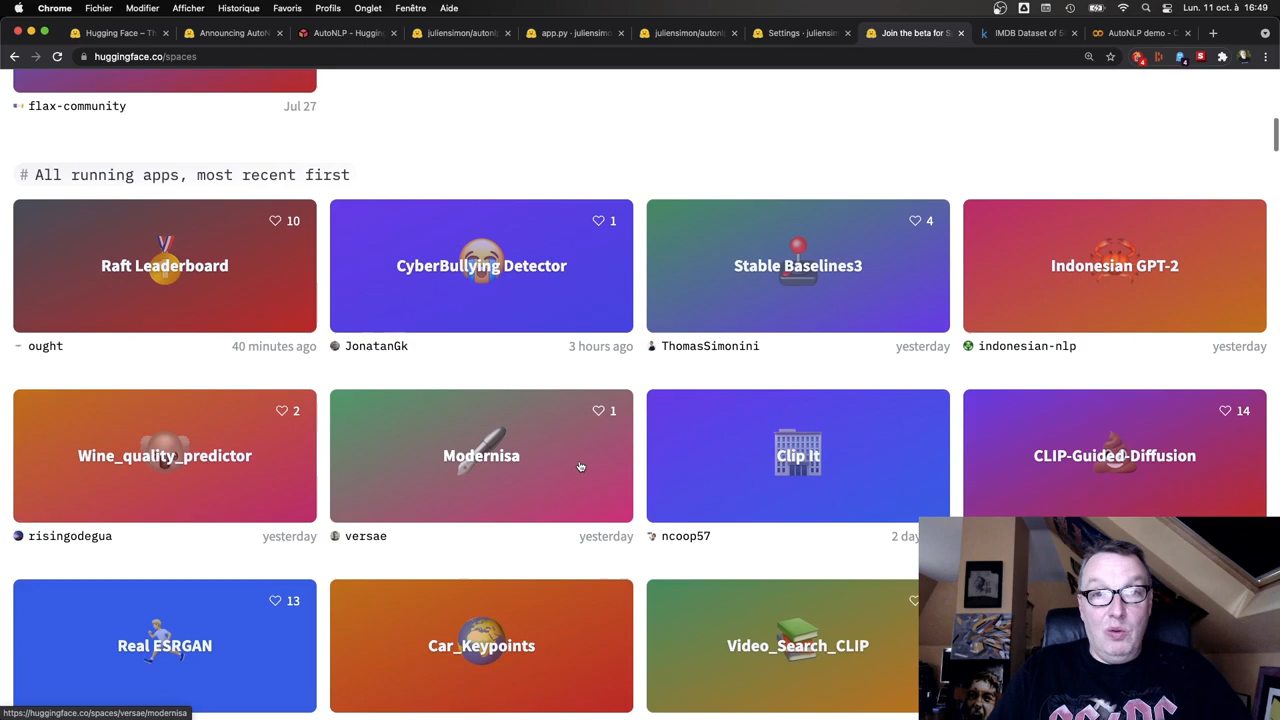 Chrome Fichier Modifier Afficher Historique Favoris Profils Onglet Fenêtre Aide Lun. 11 oct. à 16:49
Hugging Face – T Announcing AutoN AutoNLP - Hugging juliensimon/autonl app.py · juliensimo juliensimon/autonl Settings · juliensim Join the beta for S IMDB Dataset of 5 AutoNLP demo - C
huggingface.co/spaces
flax-community Jul 27
# All running apps, most recent first
10 1 4
Raft Leaderboard CyberBullying Detector Stable Baselines3 Indonesian GPT-2
ought 40 minutes ago JonatanGk 3 hours ago ThomasSimonini yesterday indonesian-nlp yesterday
2 1 14
Wine_quality_predictor Modernisa Clip It CLIP-Guided-Diffusion
risingodegua yesterday versae yesterday ncoop57 2 day
13
Real ESRGAN Car_Keypoints Video_Search_CLIP
https://huggingface.co/spaces/versae/modernisa